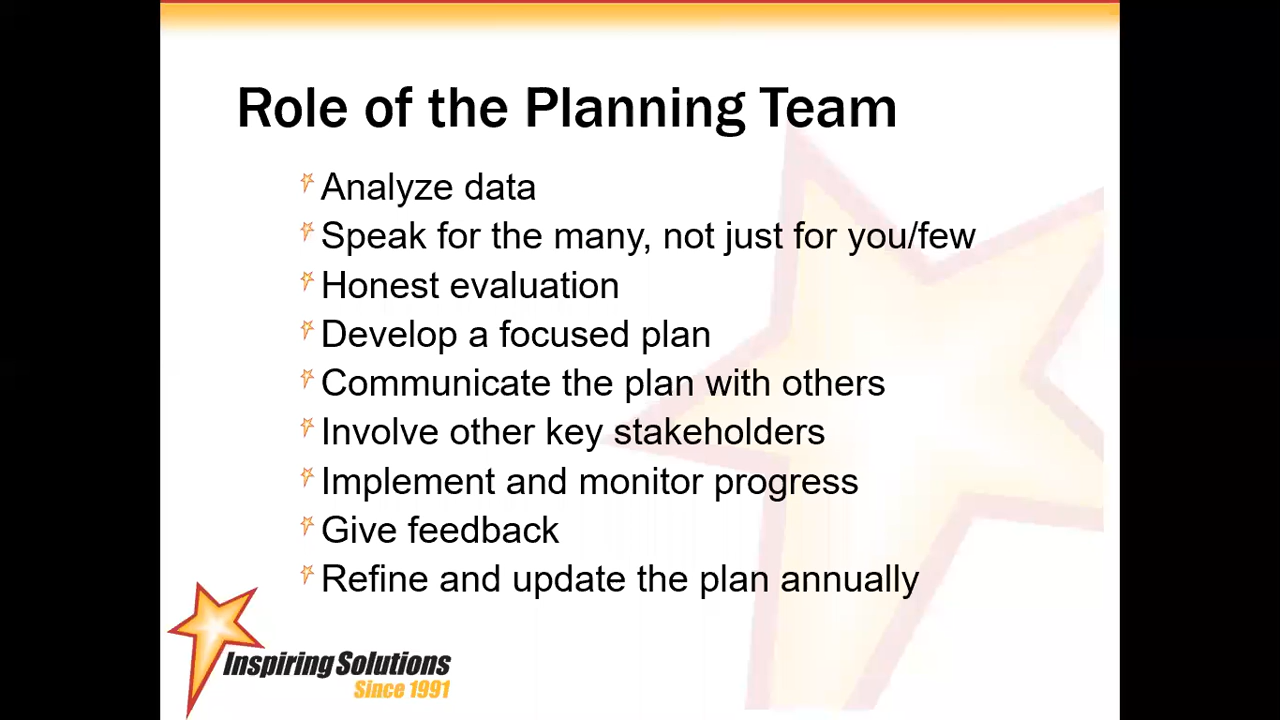 Role of the Planning Team
Analyze data
Speak for the many, not just for you/few
Honest evaluation
Develop a focused plan
Communicate the plan with others
Involve other key stakeholders
Implement and monitor progress
Give feedback
Refine and update the plan annually
Inspiring Solutions
Since 1991